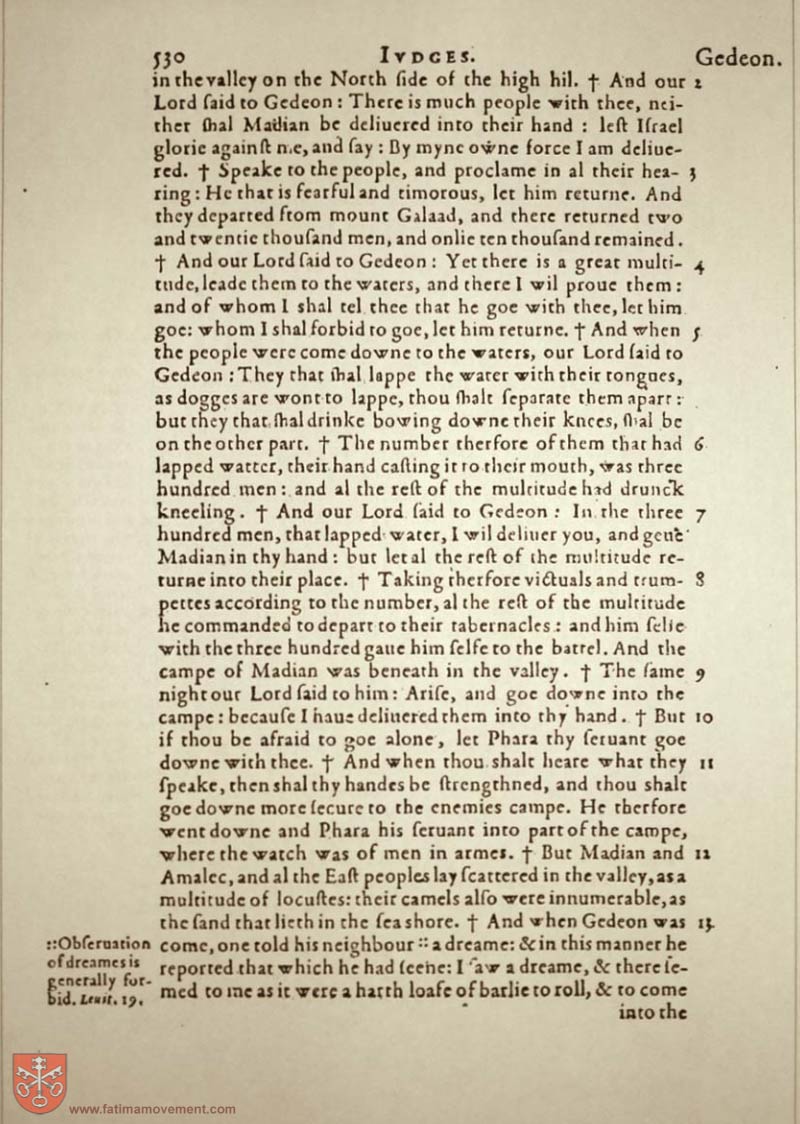 530 IVDGES. Gedeon.
in the valley on the North ſide of the high hil. † And our 2
Lord ſaid to Gedeon: There is much people with thee, nei-
ther ſhal Madian be deliuered into their hand: leſt Iſrael
glorie againſt me, and ſay: By myne owne force I am deliue-
red. † Speake to the people, and proclame in al their hea- 3
ring: He that is fearful and timorous, let him returne. And
they departed from mount Galaad, and there returned two
and twentie thouſand men, and onlie ten thouſand remained.
† And our Lord ſaid to Gedeon: Yet there is a great multi- 4
tude, leade them to the waters, and there I wil proue them:
and of whom I shal tel thee that he goe with thee, let him
goe: whom I shal forbid to goe, let him returne. † And when 5
the people were come downe to the waters, our Lord ſaid to
Gedeon: They that ſhal lappe the water with their tongues,
as dogges are wont to lappe, thou ſhalt ſeparate them apart:
but they that ſhal drinke bowing downe their knees, ſhal be
on the other part. † The number therfore of them that had 6
lapped watter, their hand caſting it to their mouth, was three
hundred men: and al the reſt of the multitude had drunck
kneeling. † And our Lord ſaid to Gedeon: In the three 7
hundred men, that lapped water, I wil deliuer you, and geue
Madian in thy hand: but let al the reſt of the multitude re-
turne into their place. † Taking therfore victuals and trum- 8
pettes according to the number, al the reſt of the multitude
he commanded to depart to their tabernacles: and him ſelfe
with the three hundred gaue him ſelfe to the battel. And the
campe of Madian was beneath in the valley. † The ſame 9
night our Lord ſaid to him: Ariſe, and goe downe into the
campe: becauſe I haue deliuered them into thy hand. † But 10
if thou be afraid to goe alone, let Phara thy ſeruant goe
downe with thee. † And when thou shalt heare what they 11
ſpeake, then shal thy handes be ſtrengthned, and thou shalt
goe downe more ſecure to the enemies campe. He therfore
went downe and Phara his ſeruant into part of the campe,
where the watch was of men in armes. † But Madian and 12
Amalec, and al the Eaſt peoples lay ſcattered in the valley, as a
multitude of locuſtes: their camels alſo were innumerable, as
the ſand that lieth in the ſea shore. † And when Gedeon was 13
come, one told his neighbour :: a dreame: & in this manner he
reported that which he had ſeene: I ſaw a dreame, & there ſe-
med to me as it were a harth loafe of barlie to roll, & to come
into the
::Obſeruation
of dreames is
generally for-
bid. Leuit. 19.
www.fatimamovement.com